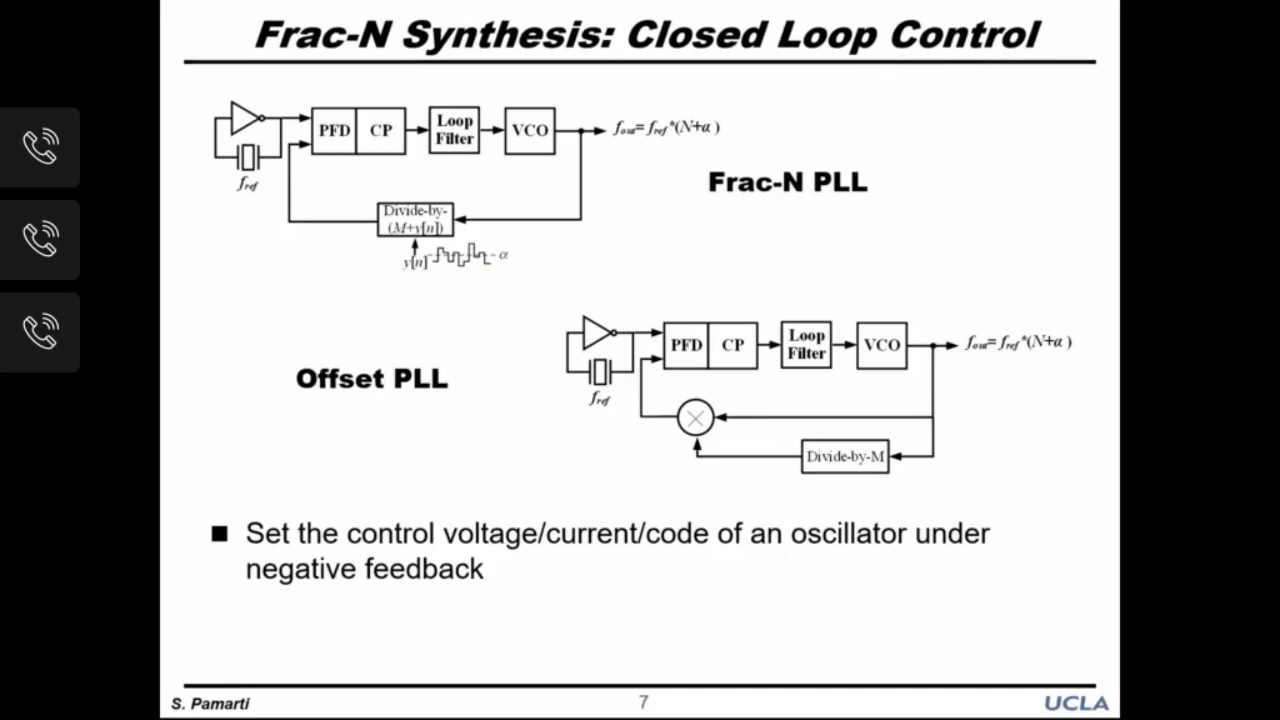 Frac-N Synthesis: Closed Loop Control
PFD CP
Loop
Filter
VCO
fout=fref*(N+α )
fref
Frac-N PLL
Divide-by-
(M+y[n])
y[n] α
Offset PLL
PFD CP
Loop
Filter
VCO
fout=fref*(N+α )
fref
Divide-by-M
■ Set the control voltage/current/code of an oscillator under
negative feedback
S. Pamarti
7
UCLA